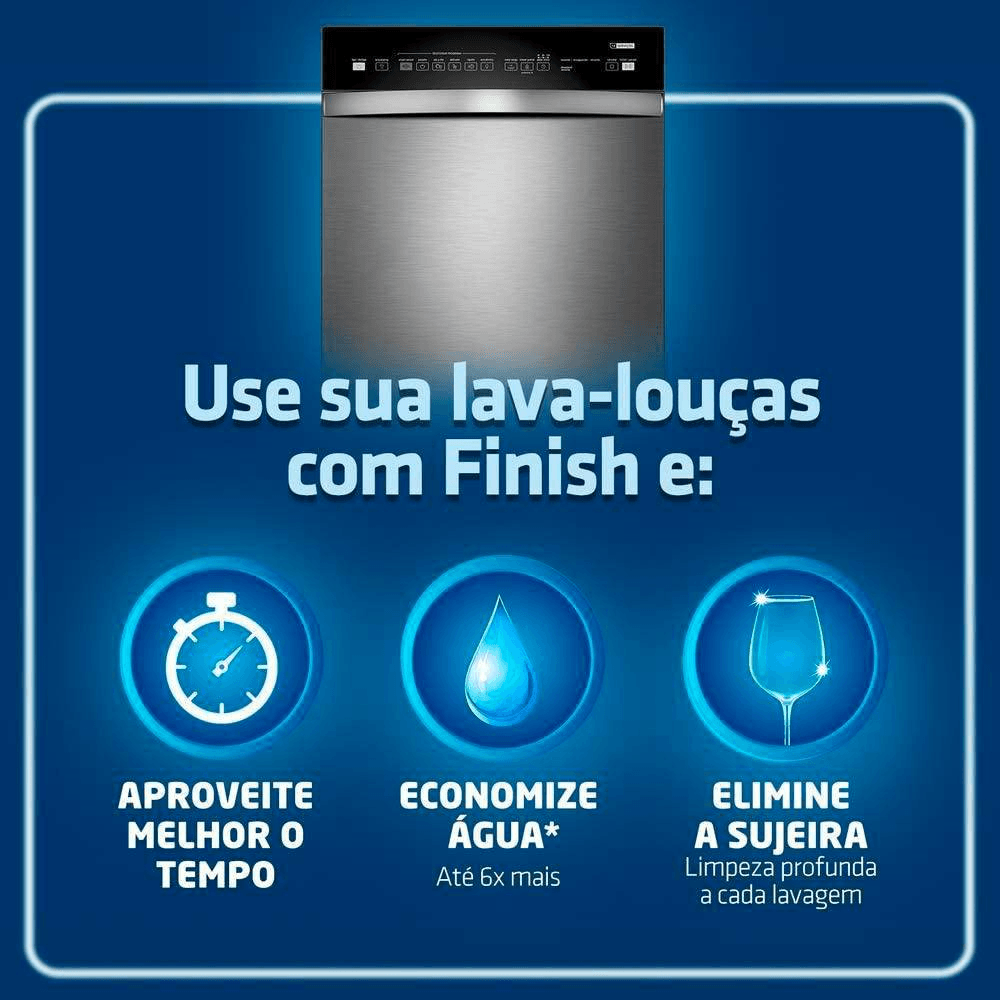 Use sua lava-louças
com Finish e:
APROVEITE
MELHOR O
TEMPO
ECONOMIZE
ÁGUA*
Até 6x mais
ELIMINE
A SUJEIRA
Limpeza profunda
a cada lavagem